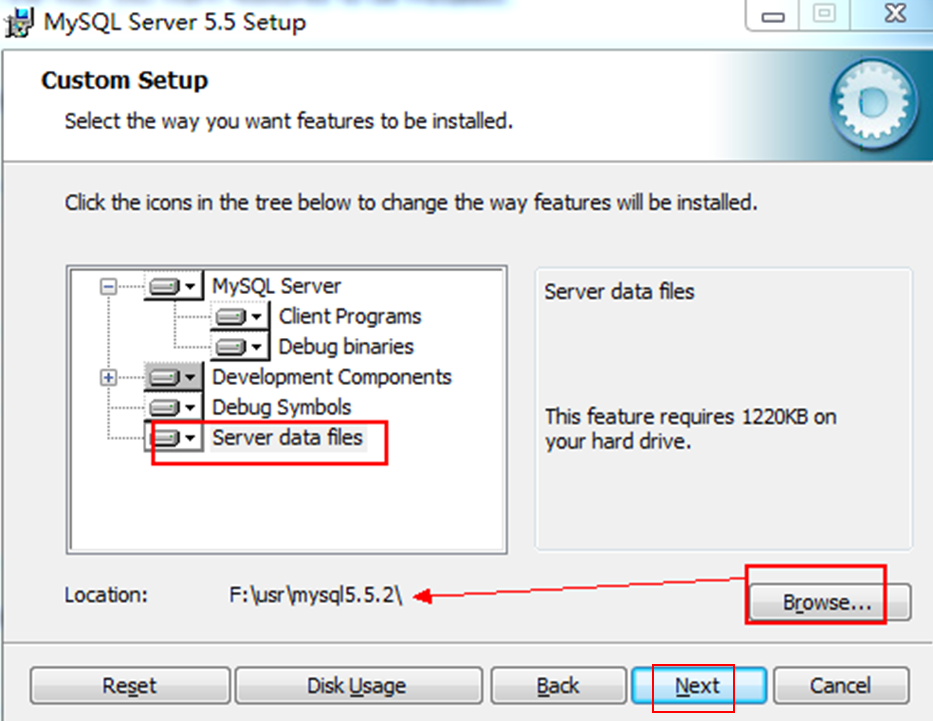 MySQL Server 5.5 Setup
Custom Setup
Select the way you want features to be installed.
Click the icons in the tree below to change the way features will be installed.
MySQL Server
Client Programs
Debug binaries
Development Components
Debug Symbols
Server data files
Server data files
This feature requires 1220KB on
your hard drive.
Location: F:\usr\mysql5.5.2\
Browse...
Reset Disk Usage Back Next Cancel